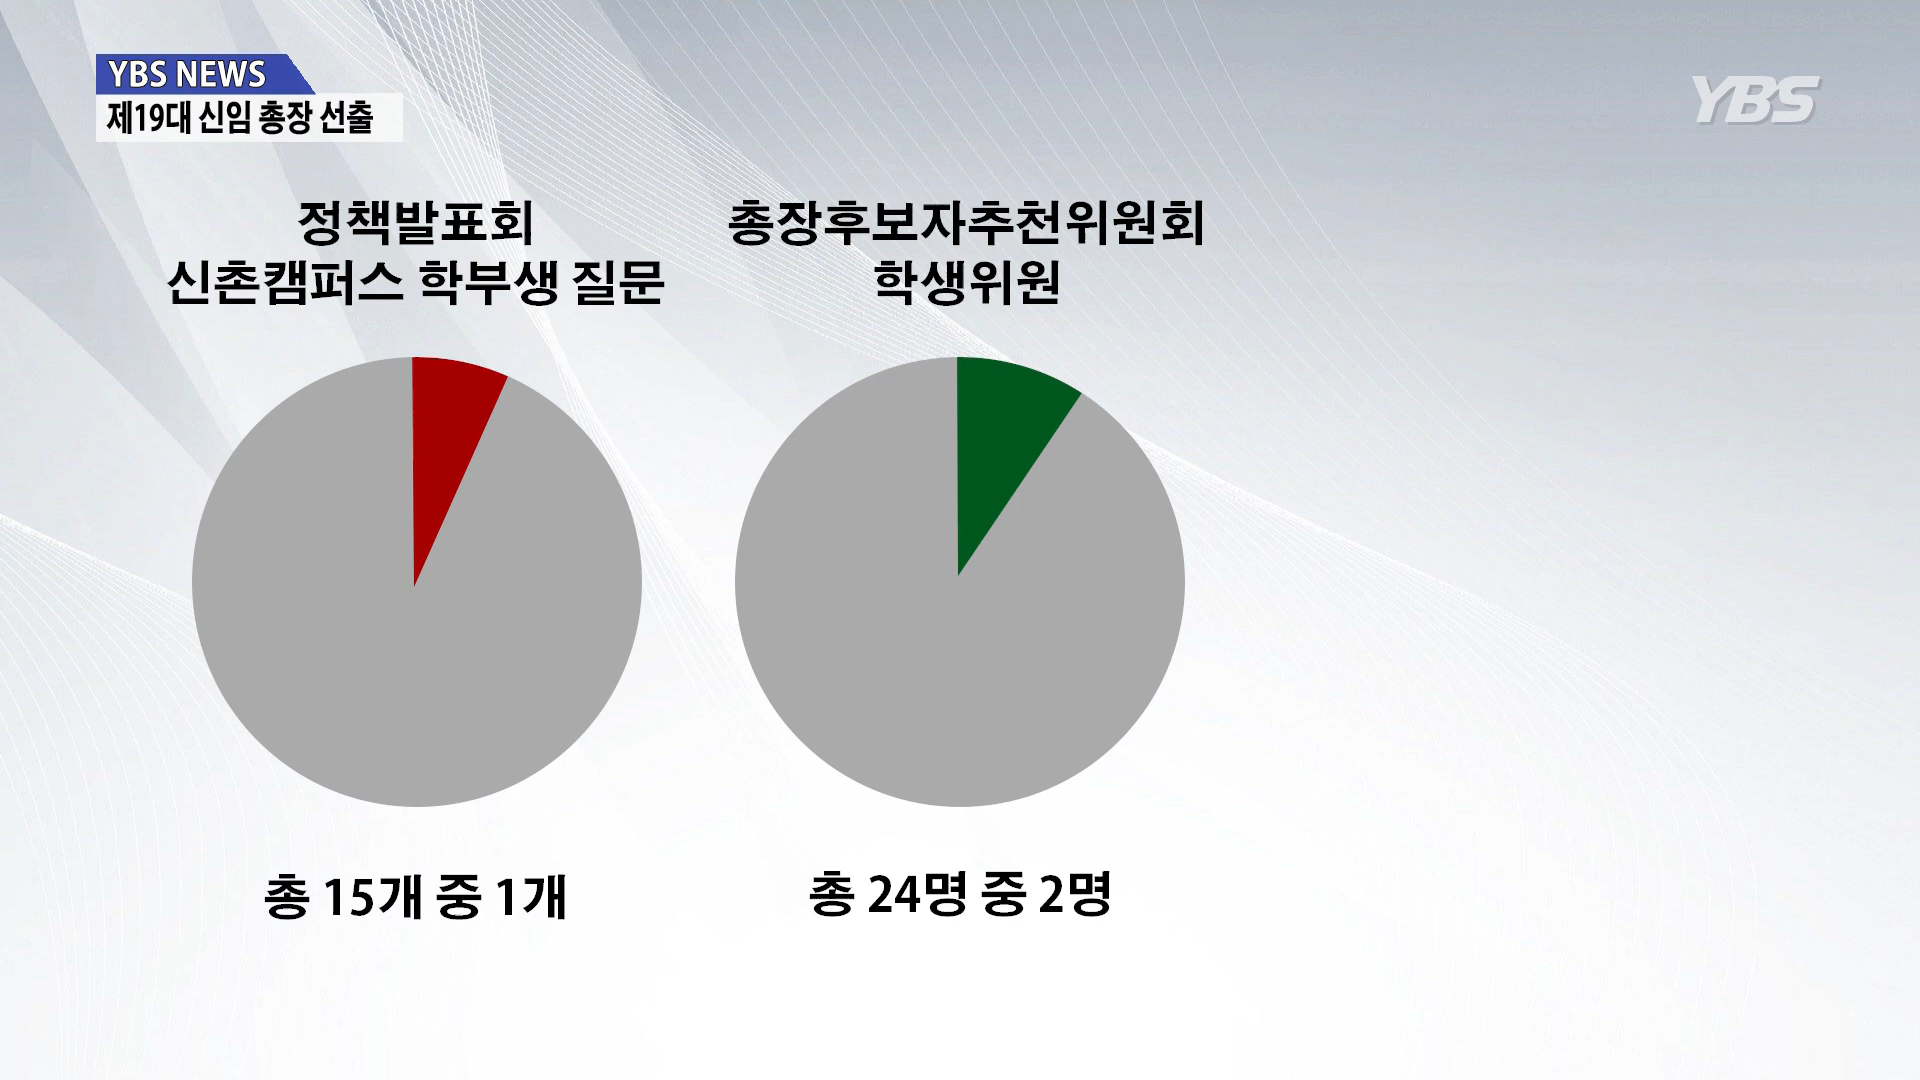 YBS NEWS
제19대 신임 총장 선출
YBS
정책발표회
신촌캠퍼스 학부생 질문
총장후보자추천위원회
학생위원
총 15개 중 1개
총 24명 중 2명